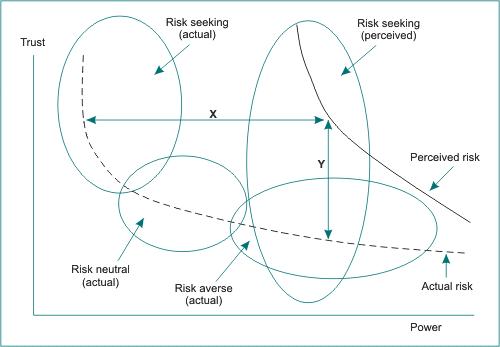 Risk seeking
(actual)
Risk seeking
(perceived)
Trust
X
Y
Perceived risk
Risk neutral
(actual)
Risk averse
(actual)
Actual risk
Power